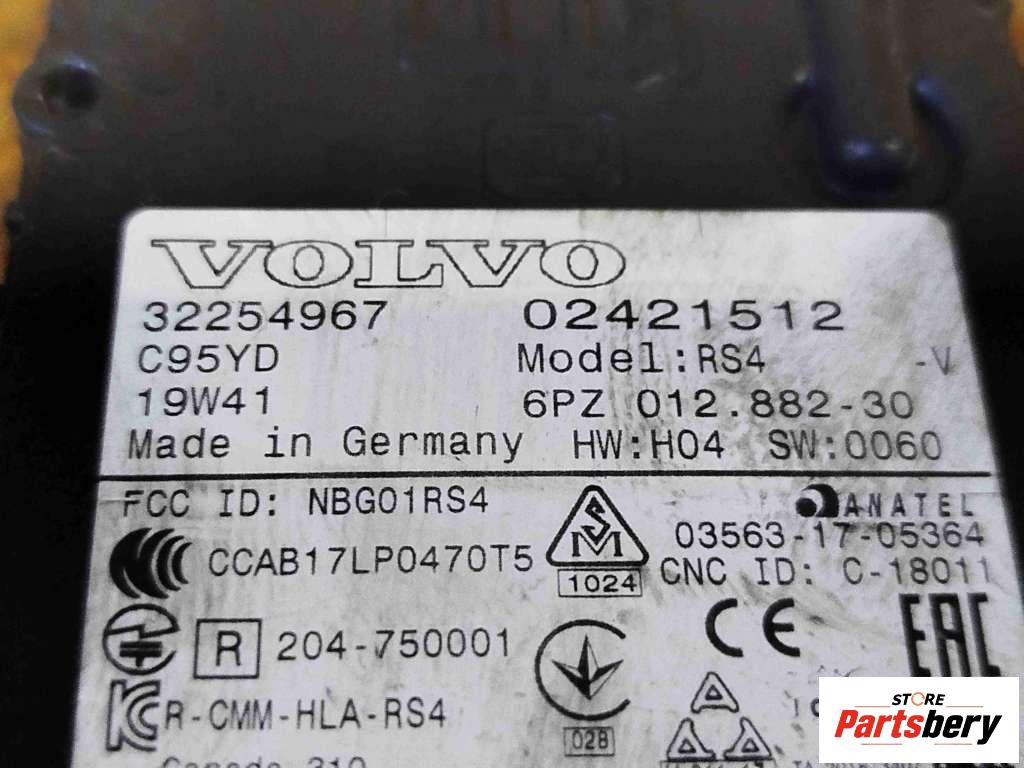 VOLVO
32254967 02421512
C95YD Model:RS4 -V
19W41 6PZ 012.882-30
Made in Germany HW:H04 SW:0060
FCC ID: NBG01RS4 ANATEL
CCAB17LP0470T5 03563-17-05364
1024 CNC ID: C-18011
R 204-750001 CE EAC
R-CMM-HLA-RS4
028
STORE
Partsbery